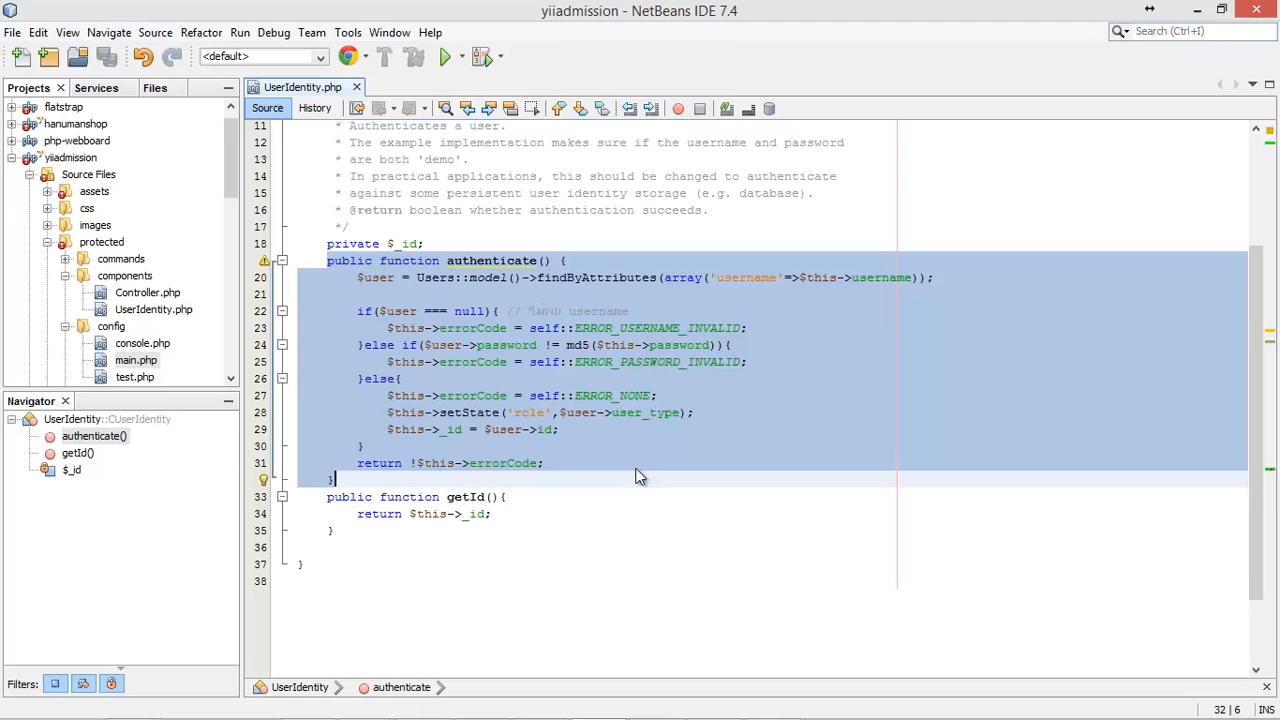 yiiadmission - NetBeans IDE 7.4
File Edit View Navigate Source Refactor Run Debug Team Tools Window Help
Search (Ctrl+I)
<default>
Projects Services Files
UserIdentity.php
Source History
flatstrap
hanumanshop
php-webboard
yiiadmission
Source Files
assets
css
images
protected
commands
components
Controller.php
UserIdentity.php
config
console.php
main.php
test.php
Navigator
UserIdentity::CUserIdentity
authenticate()
getId()
$_id
Filters:
11 * Authenticates a user.
12 * The example implementation makes sure if the username and password
13 * are both 'demo'.
14 * In practical applications, this should be changed to authenticate
15 * against some persistent user identity storage (e.g. database).
16 * @return boolean whether authentication succeeds.
17 */
18 private $_id;
public function authenticate() {
20 $user = Users::model()->findByAttributes(array('username'=>$this->username));
21
22 if($user === null){ // ไม่พบ username
23 $this->errorCode = self::ERROR_USERNAME_INVALID;
24 }else if($user->password != md5($this->password)){
25 $this->errorCode = self::ERROR_PASSWORD_INVALID;
26 }else{
27 $this->errorCode = self::ERROR_NONE;
28 $this->setState('role',$user->user_type);
29 $this->_id = $user->id;
30 }
31 return !$this->errorCode;
}
33 public function getId(){
34 return $this->_id;
35 }
36
37 }
38
UserIdentity authenticate
32 | 6 INS